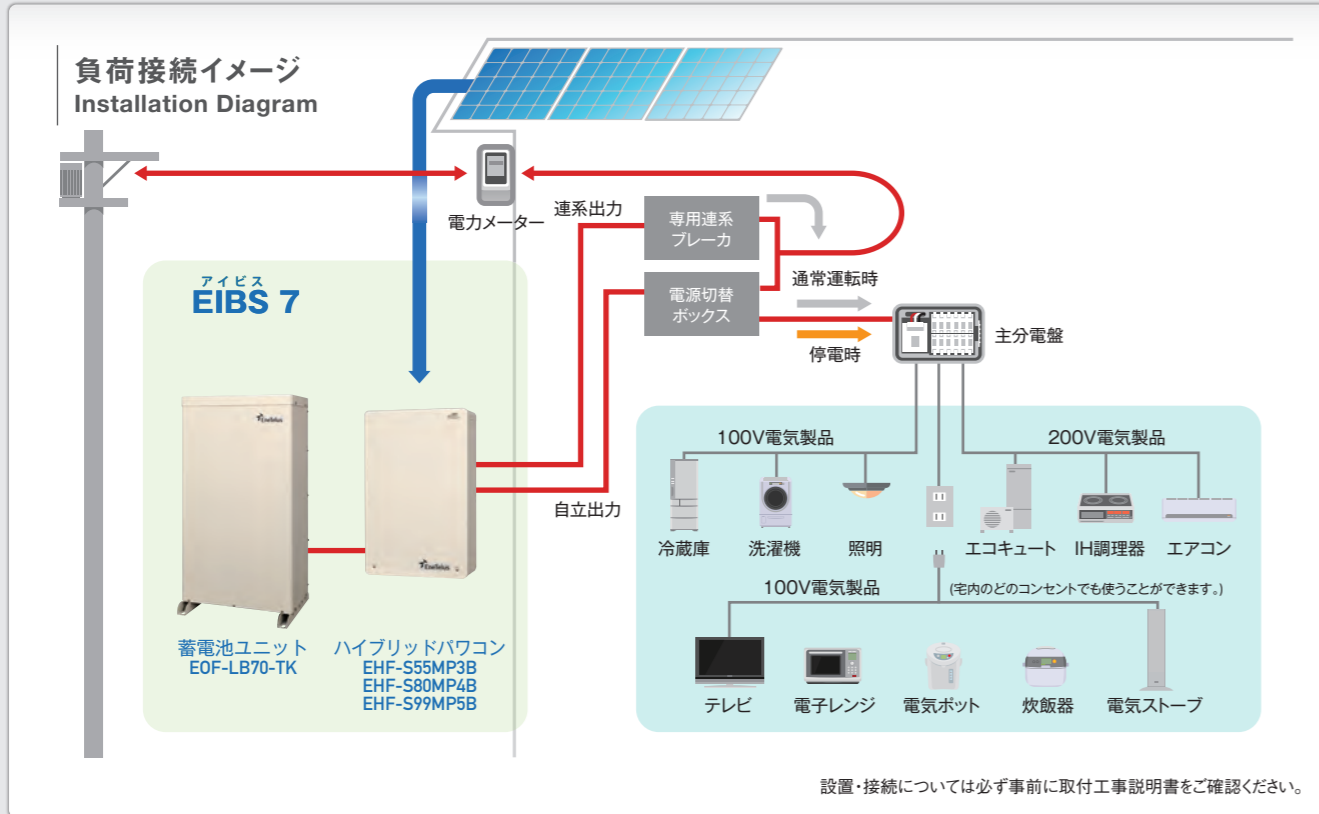 負荷接続イメージ
Installation Diagram
電力メーター
連系出力
専用連系
ブレーカ
電源切替
ボックス
通常運転時
停電時
主分電盤
アイビス
EIBS 7
EneTelus
EneTelus
自立出力
蓄電池ユニット
EOF-LB70-TK
ハイブリッドパワコン
EHF-S55MP3B
EHF-S80MP4B
EHF-S99MP5B
100V電気製品
200V電気製品
冷蔵庫
洗濯機
照明
エコキュート
IH調理器
エアコン
100V電気製品
(宅内のどのコンセントでも使うことができます。)
テレビ
電子レンジ
電気ポット
炊飯器
電気ストーブ
設置・接続については必ず事前に取付工事説明書をご確認ください。